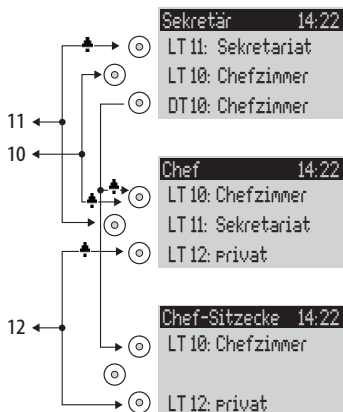 Sekretär 14:22
LT 11: Sekretariat
LT 10: Chefzimmer
DT 10: Chefzimmer
11
10
Chef 14:22
LT 10: Chefzimmer
LT 11: Sekretariat
LT 12: privat
12
Chef-Sitzecke 14:22
LT 10: Chefzimmer
LT 12: privat